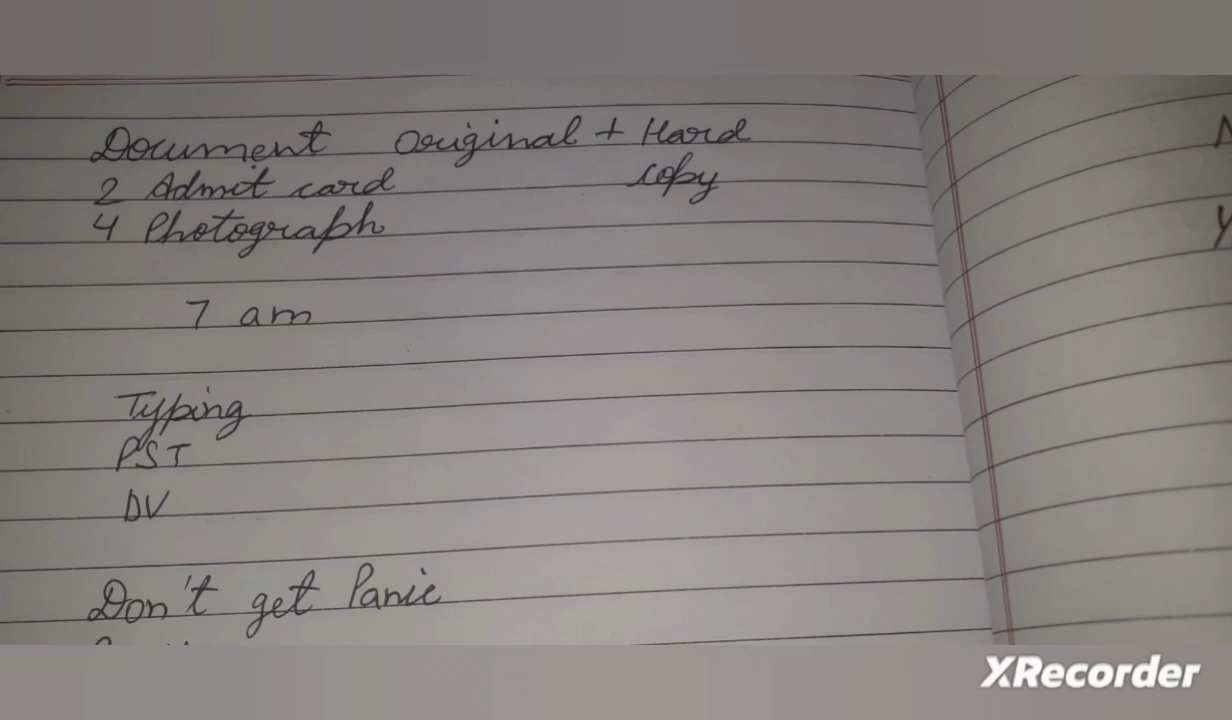 Document Original + Hard
copy
2 Admit card
4 Photograph
7 am
Typing
PST
DV
Don't get Panic
XRecorder